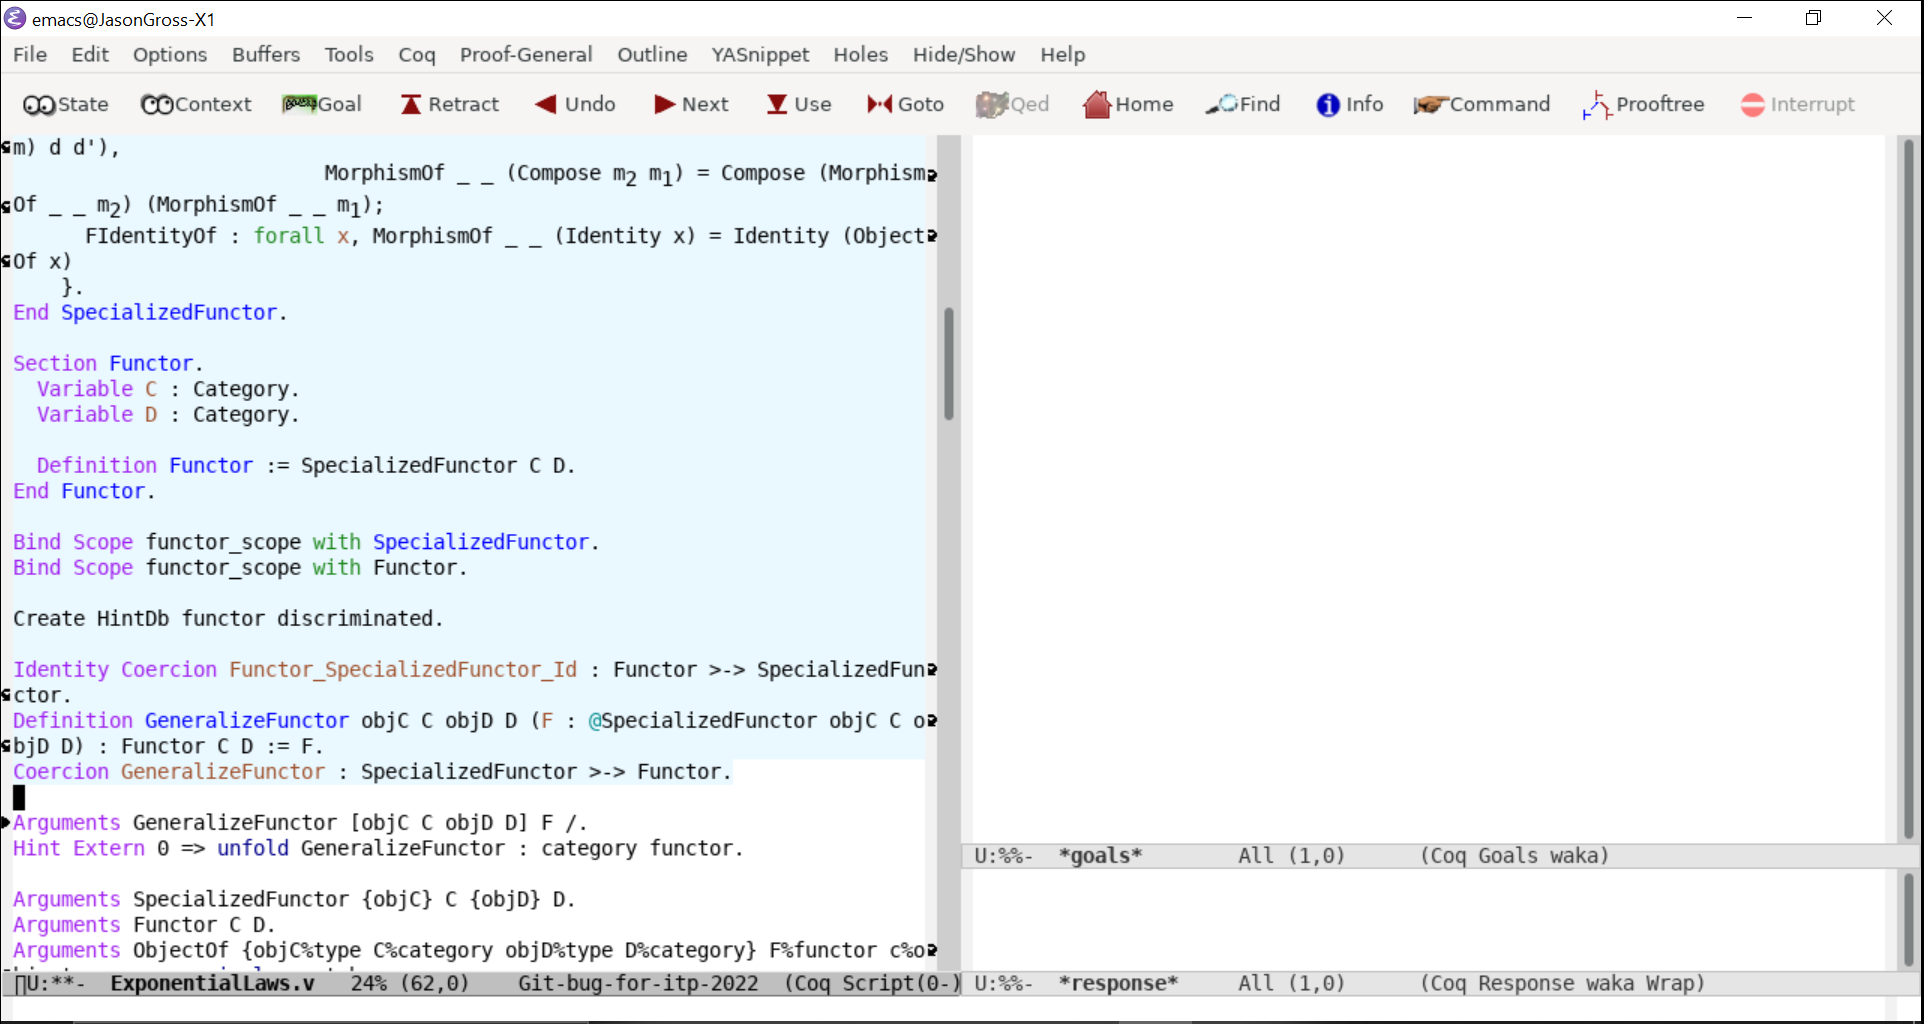 emacs@JasonGross-X1
File Edit Options Buffers Tools Coq Proof-General Outline YASnippet Holes Hide/Show Help
State Context Goal Retract Undo Next Use Goto Qed Home Find Info Command Prooftree Interrupt
m) d d'),
MorphismOf _ _ (Compose m2 m1) = Compose (Morphism
Of _ _ m2) (MorphismOf _ _ m1);
FIdentityOf : forall x, MorphismOf _ _ (Identity x) = Identity (Object
Of x)
}.
End SpecializedFunctor.
Section Functor.
Variable C : Category.
Variable D : Category.
Definition Functor := SpecializedFunctor C D.
End Functor.
Bind Scope functor_scope with SpecializedFunctor.
Bind Scope functor_scope with Functor.
Create HintDb functor discriminated.
Identity Coercion Functor_SpecializedFunctor_Id : Functor >-> SpecializedFun
ctor.
Definition GeneralizeFunctor objC C objD D (F : @SpecializedFunctor objC C o
bjD D) : Functor C D := F.
Coercion GeneralizeFunctor : SpecializedFunctor >-> Functor.
Arguments GeneralizeFunctor [objC C objD D] F /.
Hint Extern 0 => unfold GeneralizeFunctor : category functor.
Arguments SpecializedFunctor {objC} C {objD} D.
Arguments Functor C D.
Arguments ObjectOf {objC%type C%category objD%type D%category} F%functor c%o
U:**- ExponentialLaws.v 24% (62,0) Git-bug-for-itp-2022 (Coq Script(0-)
U:%%- *goals* All (1,0) (Coq Goals waka)
U:%%- *response* All (1,0) (Coq Response waka Wrap)